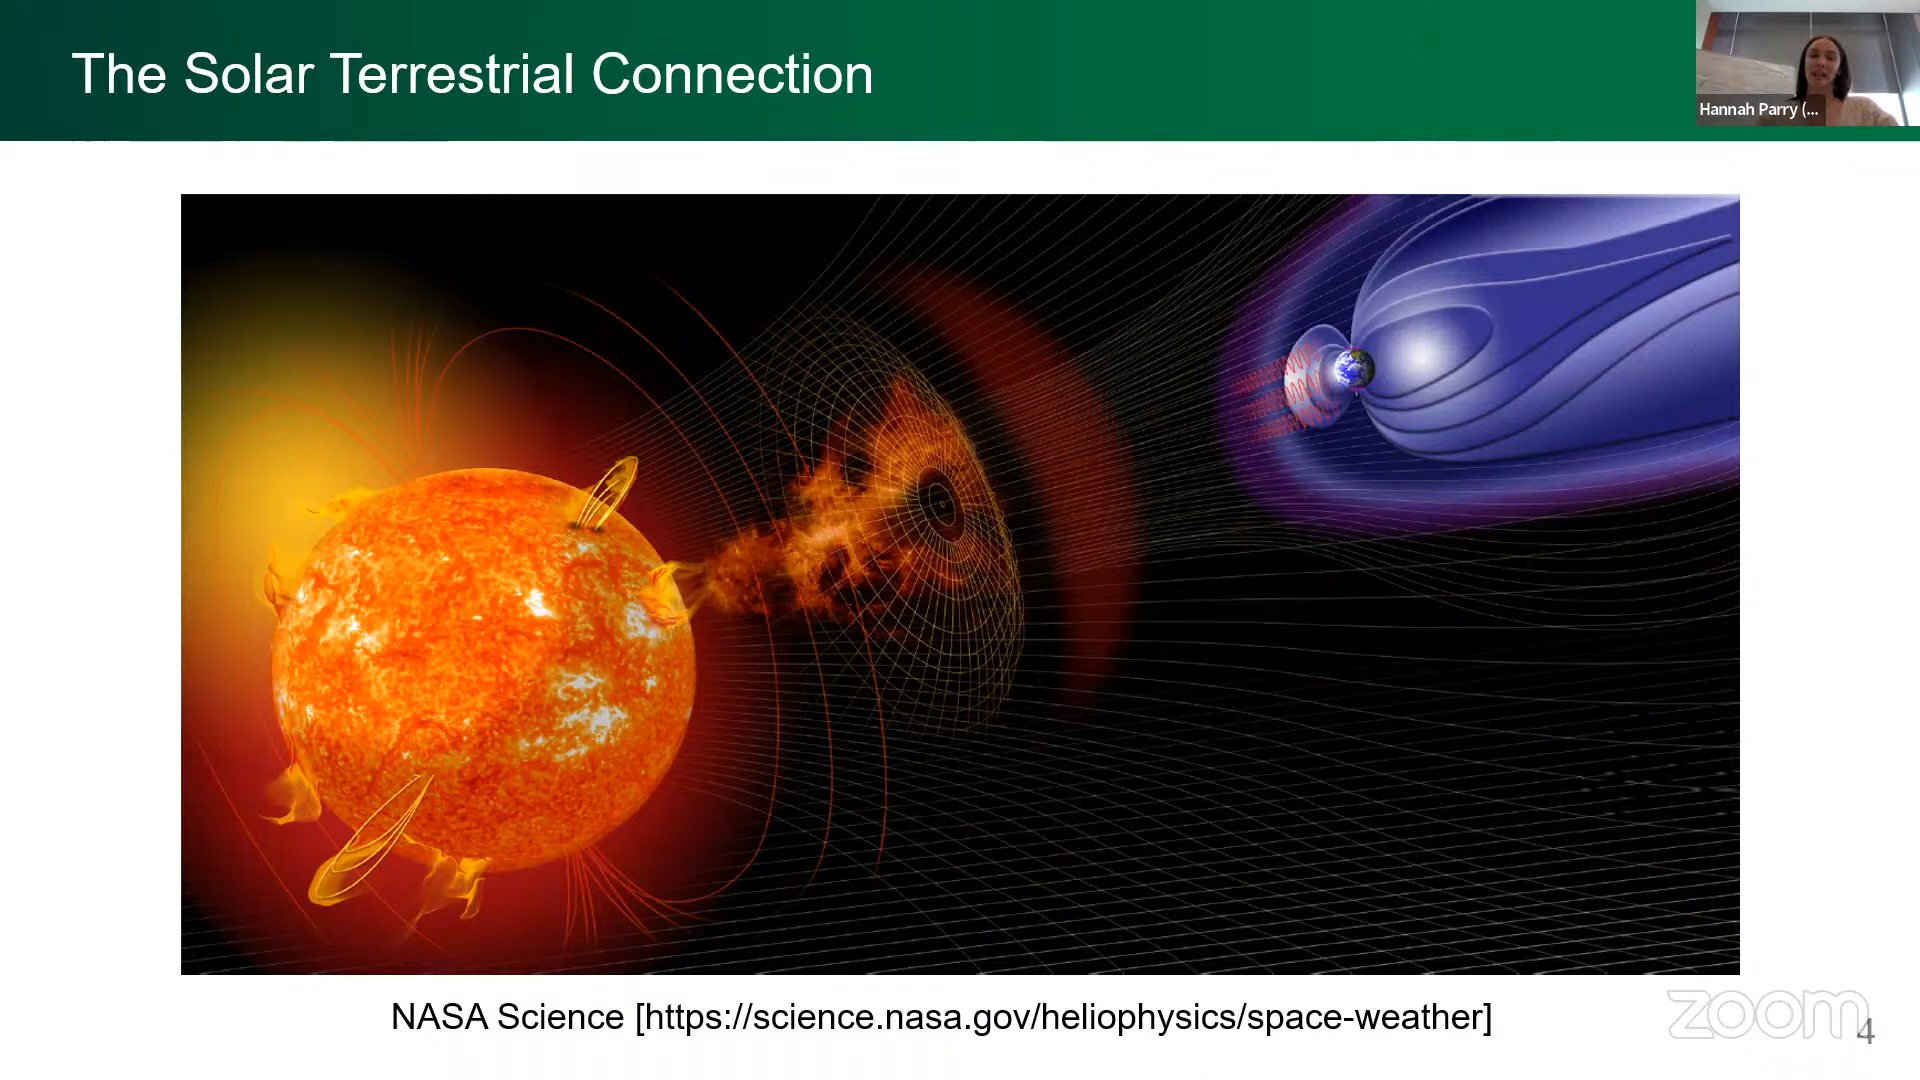 The Solar Terrestrial Connection
Hannah Parry (...
NASA Science [https://science.nasa.gov/heliophysics/space-weather]
zoom
4